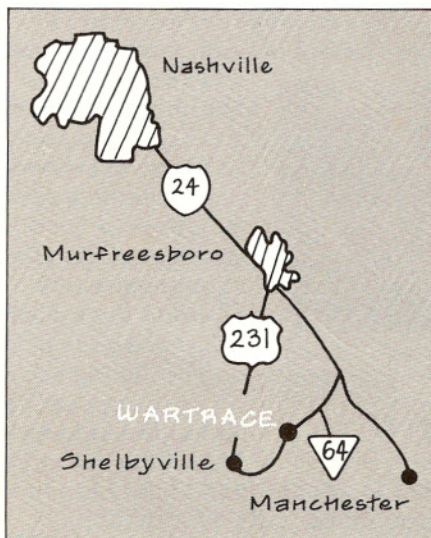 Nashville
24
Murfreesboro
231
WARTRACE
Shelbyville
64
Manchester